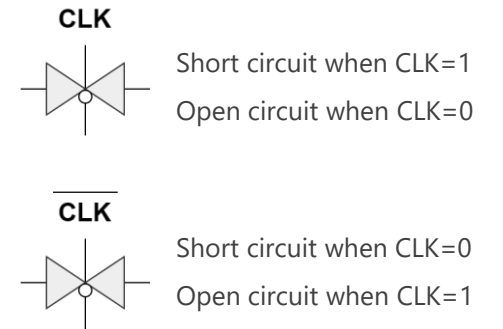 CLK
Short circuit when CLK=1
Open circuit when CLK=0
C̅L̅K̅
Short circuit when CLK=0
Open circuit when CLK=1